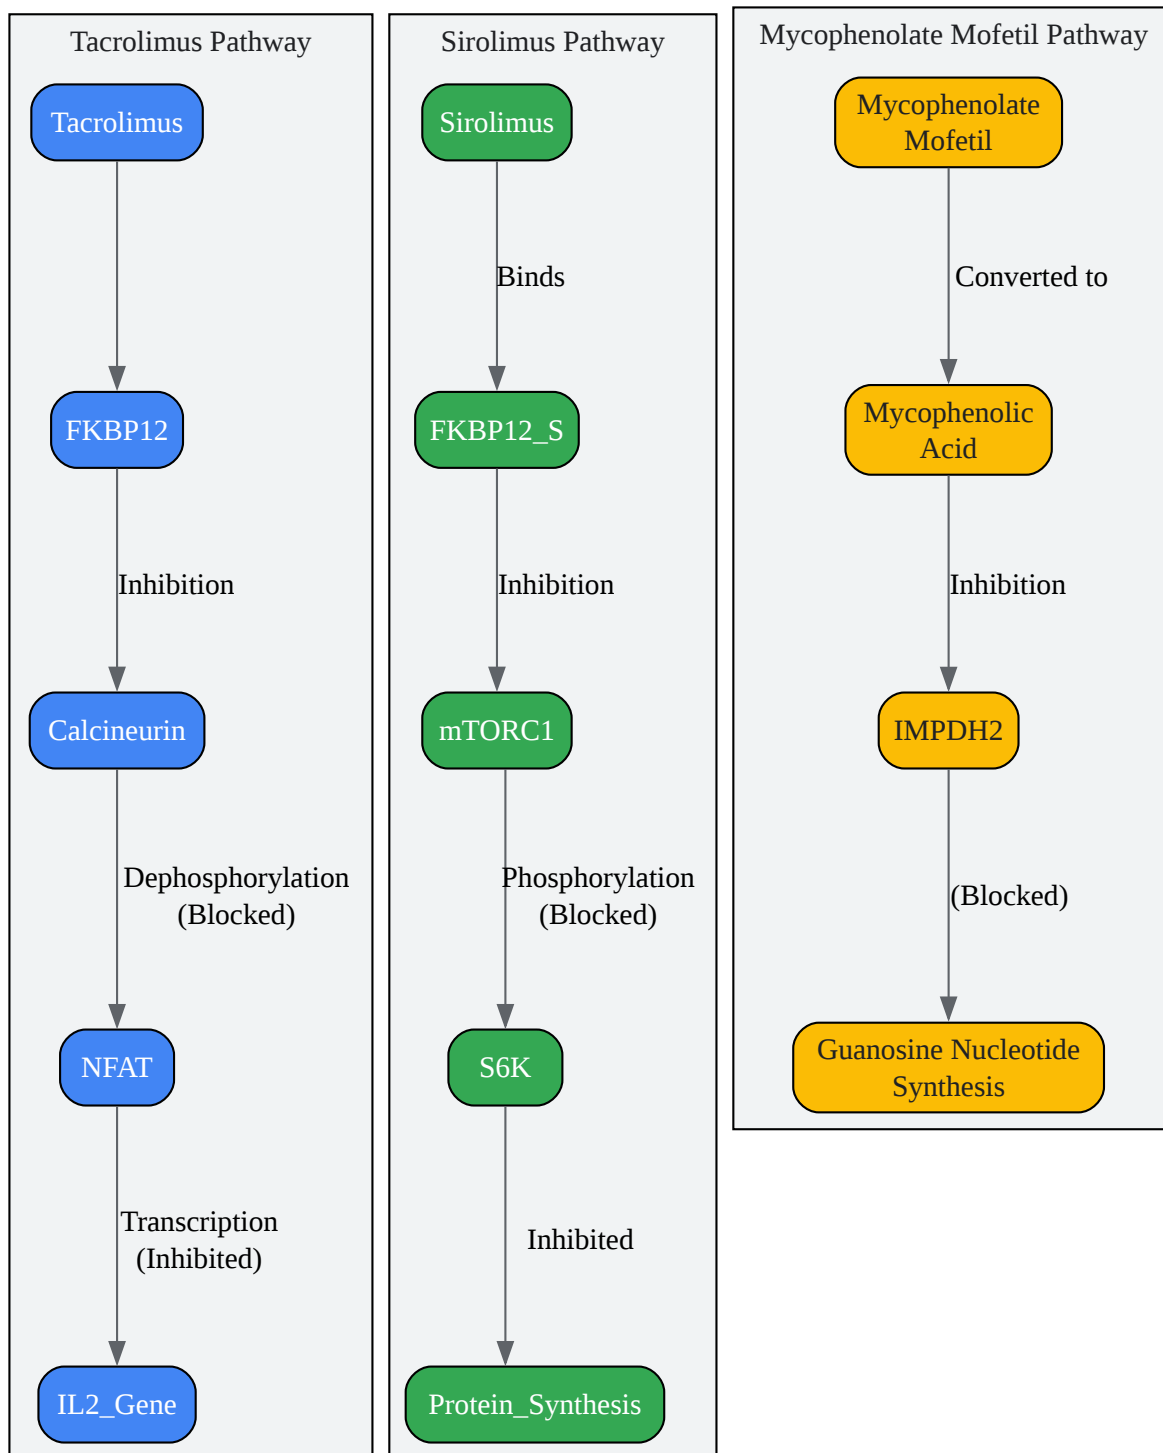 Tacrolimus Pathway
Tacrolimus
FKBP12
Inhibition
Calcineurin
Dephosphorylation
(Blocked)
NFAT
Transcription
(Inhibited)
IL2_Gene
Sirolimus Pathway
Sirolimus
Binds
FKBP12_S
Inhibition
mTORC1
Phosphorylation
(Blocked)
S6K
Inhibited
Protein_Synthesis
Mycophenolate Mofetil Pathway
Mycophenolate
Mofetil
Converted to
Mycophenolic
Acid
Inhibition
IMPDH2
(Blocked)
Guanosine Nucleotide
Synthesis